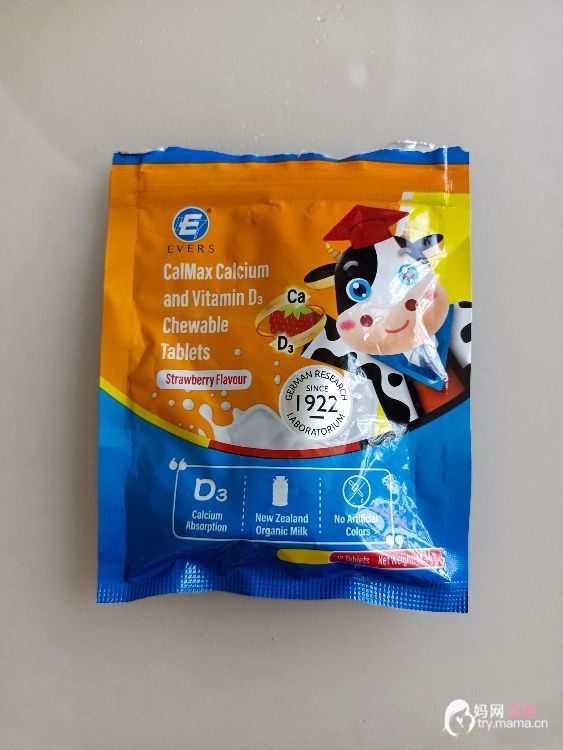 E
EVERS
CalMax Calcium
and Vitamin D₃
Chewable
Tablets
Strawberry Flavour
Ca
D₃
GERMAN RESEARCH
SINCE
1922
LABORATORIUM
D₃
Calcium
Absorption
New Zealand
Organic Milk
No Artificial
Colors
Tablets Net Weight
妈网试用
try.mama.cn